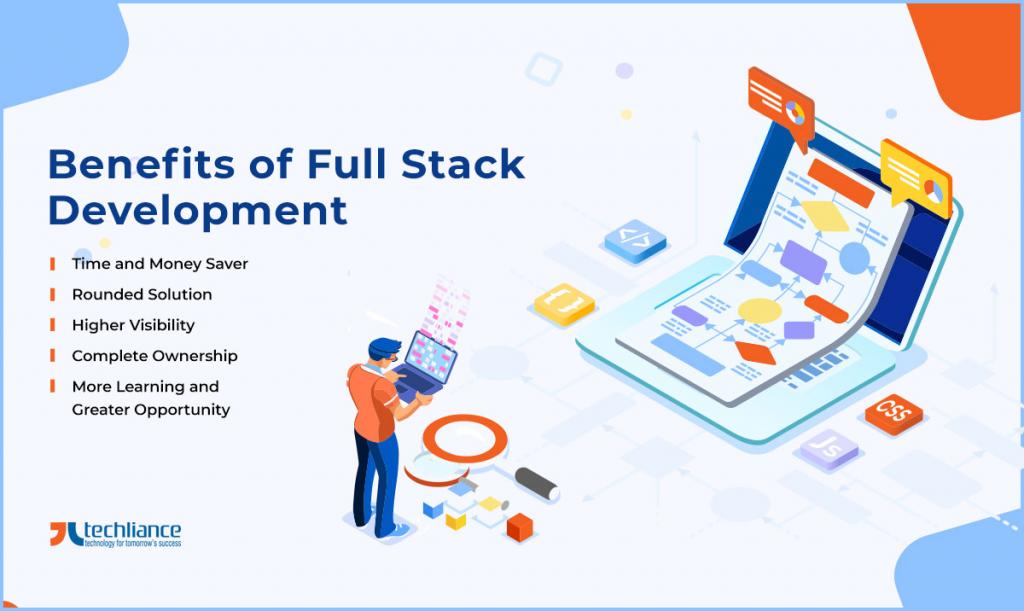 Benefits of Full Stack
Development
Time and Money Saver
Rounded Solution
Higher Visibility
Complete Ownership
More Learning and
Greater Opportunity
</>
{ }
CSS
Js
techliance
technology for tomorrow's success